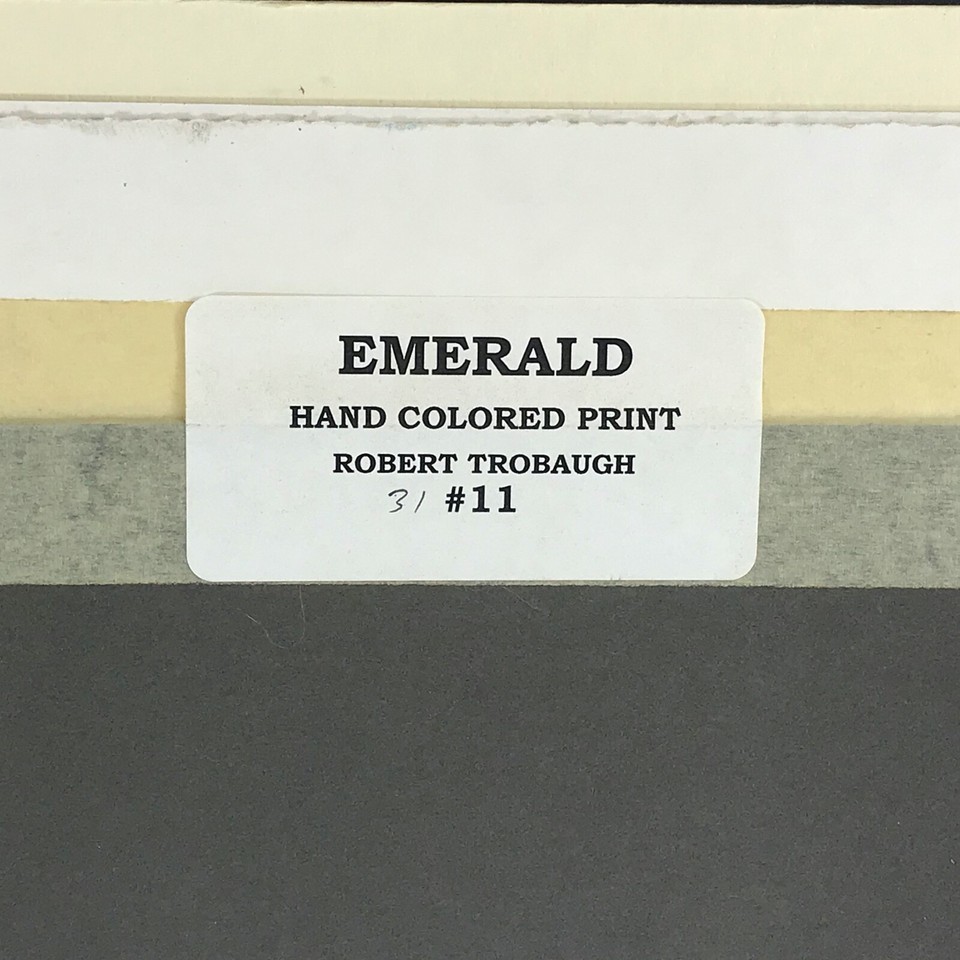 EMERALD
HAND COLORED PRINT
ROBERT TROBAUGH
31 #11